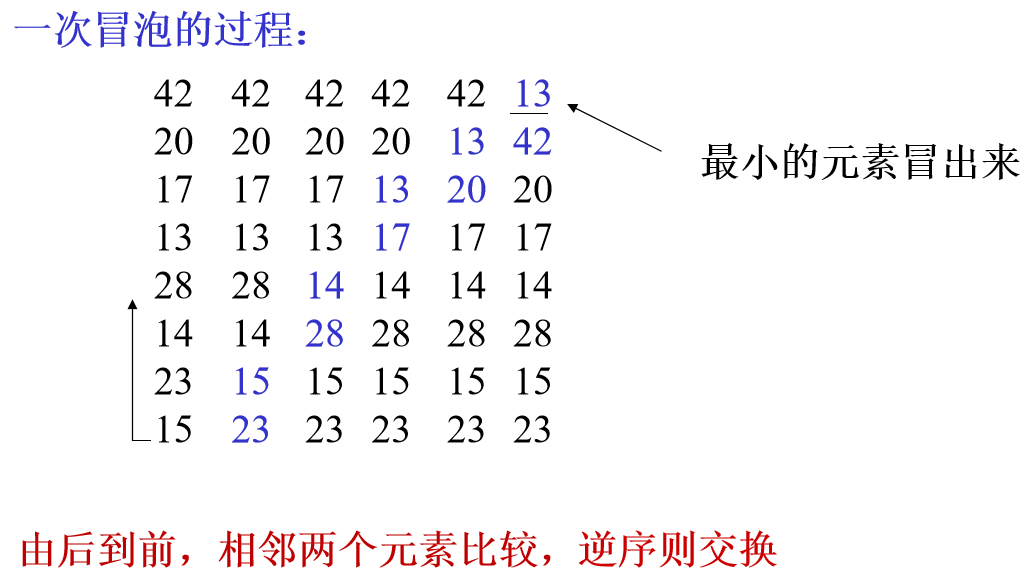 一次冒泡的过程：
42 42 42 42 42 13
20 20 20 20 13 42
最小的元素冒出来
17 17 17 13 20 20
13 13 13 17 17 17
28 28 14 14 14 14
14 14 28 28 28 28
23 15 15 15 15 15
15 23 23 23 23 23
由后到前，相邻两个元素比较，逆序则交换